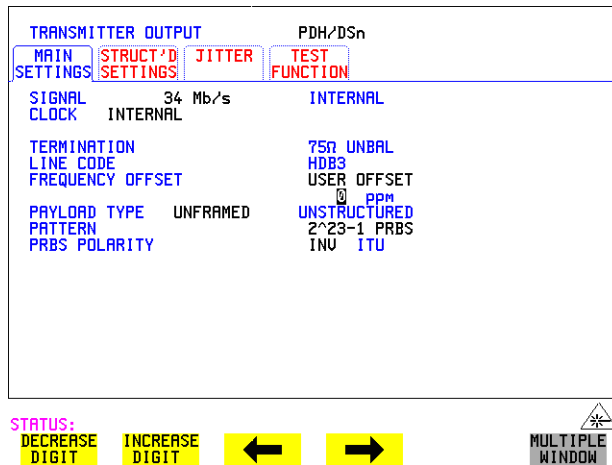 TRANSMITTER OUTPUT PDH/DSn
MAIN SETTINGS STRUCT'D SETTINGS JITTER TEST FUNCTION
SIGNAL 34 Mb/s INTERNAL
CLOCK INTERNAL
TERMINATION 75Ω UNBAL
LINE CODE HDB3
FREQUENCY OFFSET USER OFFSET
0 ppm
PAYLOAD TYPE UNFRAMED UNSTRUCTURED
PATTERN 2^23-1 PRBS
PRBS POLARITY INV ITU
STATUS:
DECREASE DIGIT INCREASE DIGIT MULTIPLE WINDOW